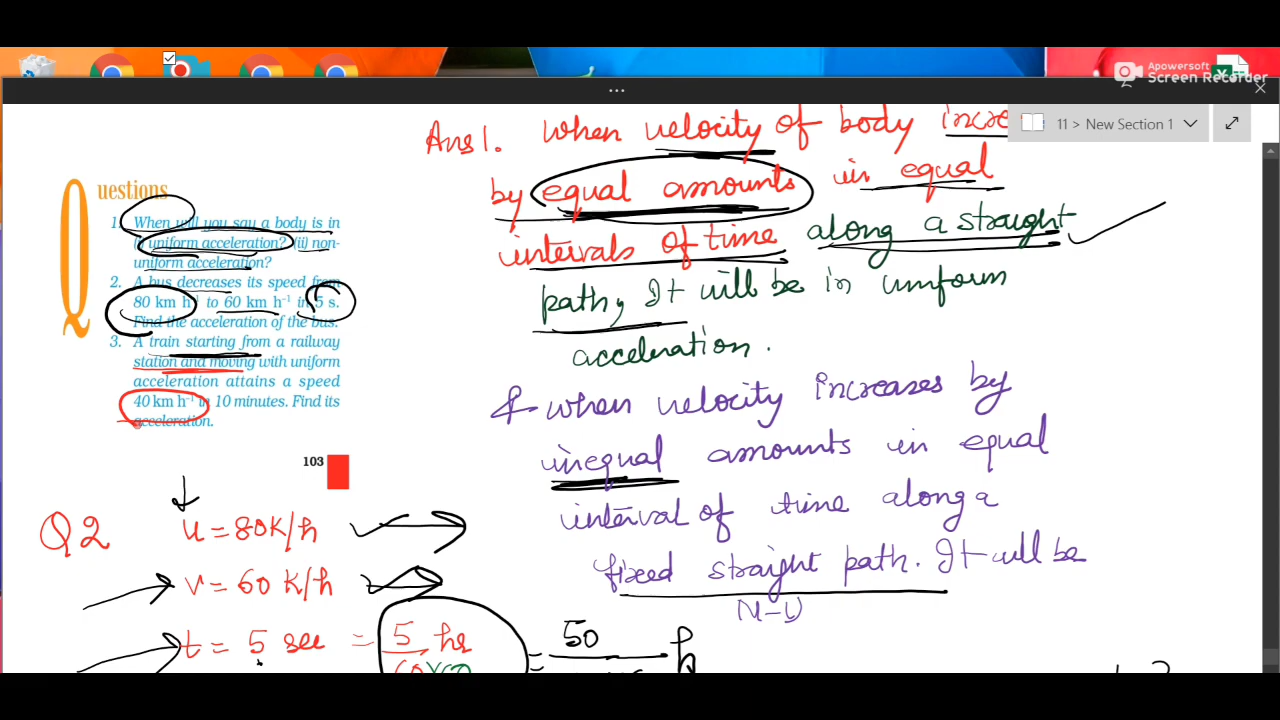 Apowersoft
Screen Recorder
11 > New Section 1
Questions
1. When will you say a body is in
(i) uniform acceleration? (ii) non-
uniform acceleration?
2. A bus decreases its speed from
80 km h⁻¹ to 60 km h⁻¹ in 5 s.
Find the acceleration of the bus.
3. A train starting from a railway
station and moving with uniform
acceleration attains a speed
40 km h⁻¹ in 10 minutes. Find its
acceleration.
103
Ans 1. When velocity of body
by equal amounts in equal
intervals of time along a straight
path, It will be in uniform
acceleration.
& when velocity increases by
inequal amounts in equal
interval of time along a
fixed straight path. It will be
N-U
Q2 u = 80K/h
v = 60 K/h
t = 5 sec = 5 hr = 50 h